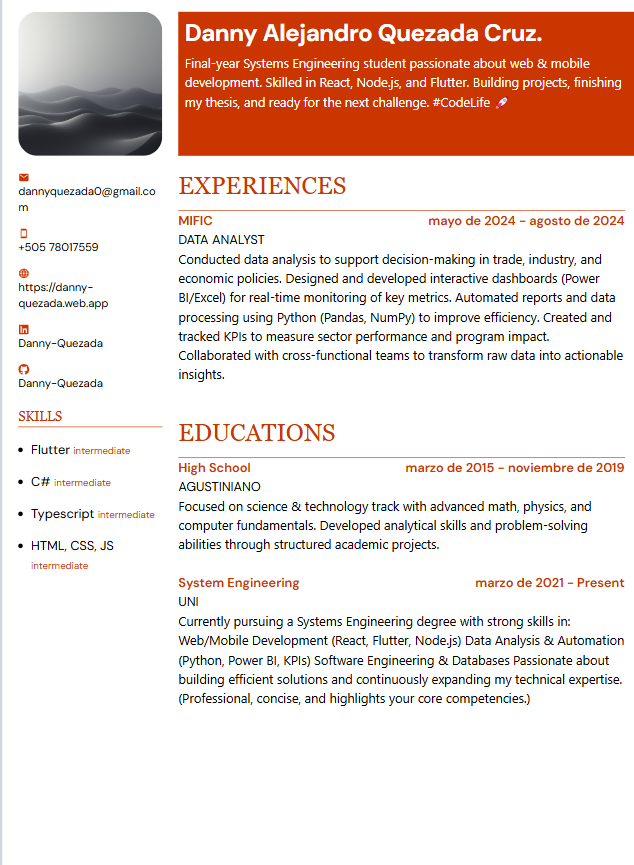 Danny Alejandro Quezada Cruz.
Final-year Systems Engineering student passionate about web & mobile
development. Skilled in React, Node.js, and Flutter. Building projects, finishing
my thesis, and ready for the next challenge. #CodeLife 🚀
dannyquezada0@gmail.co
m
+505 78017559
https://danny-
quezada.web.app
Danny-Quezada
Danny-Quezada
SKILLS
Flutter intermediate
C# intermediate
Typescript intermediate
HTML, CSS, JS
intermediate
EXPERIENCES
MIFIC mayo de 2024 - agosto de 2024
DATA ANALYST
Conducted data analysis to support decision-making in trade, industry, and
economic policies. Designed and developed interactive dashboards (Power
BI/Excel) for real-time monitoring of key metrics. Automated reports and data
processing using Python (Pandas, NumPy) to improve efficiency. Created and
tracked KPIs to measure sector performance and program impact.
Collaborated with cross-functional teams to transform raw data into actionable
insights.
EDUCATIONS
High School marzo de 2015 - noviembre de 2019
AGUSTINIANO
Focused on science & technology track with advanced math, physics, and
computer fundamentals. Developed analytical skills and problem-solving
abilities through structured academic projects.
System Engineering marzo de 2021 - Present
UNI
Currently pursuing a Systems Engineering degree with strong skills in:
Web/Mobile Development (React, Flutter, Node.js) Data Analysis & Automation
(Python, Power BI, KPIs) Software Engineering & Databases Passionate about
building efficient solutions and continuously expanding my technical expertise.
(Professional, concise, and highlights your core competencies.)